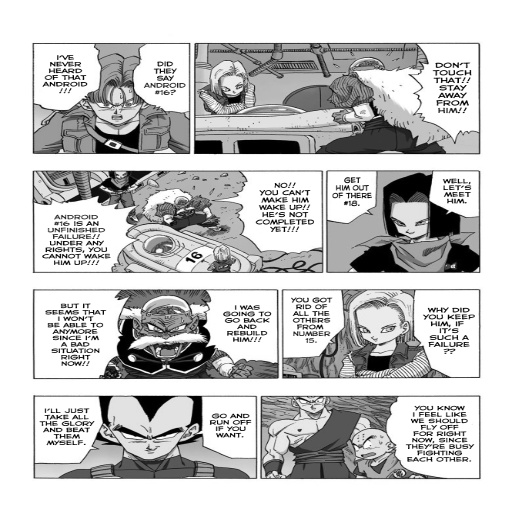 DON'T
TOUCH
THAT!!
STAY
AWAY
FROM
HIM!!
DID
THEY
SAY
ANDROID
#16?
I'VE
NEVER
HEARD
OF THAT
ANDROID
!!!
WELL,
LET'S
MEET
HIM.
GET
HIM OUT
OF THERE
#18.
NO!!
YOU CAN'T
MAKE HIM
WAKE UP!!
HE'S NOT
COMPLETED
YET!!!
16
ANDROID
#16 IS AN
UNFINISHED
FAILURE!!
UNDER ANY
RIGHTS, YOU
CANNOT WAKE
HIM UP!!!
WHY DID
YOU KEEP
HIM, IF
IT'S
SUCH A
FAILURE
??
YOU GOT
RID OF
ALL THE
OTHERS
FROM
NUMBER
15.
I WAS
GOING TO
GO BACK
AND
REBUILD
HIM!!!
BUT IT
SEEMS THAT
I WON'T
BE ABLE TO
ANYMORE
SINCE I'M
A BAD
SITUATION
RIGHT
NOW!!
YOU KNOW
I FEEL LIKE
WE SHOULD
FLY OFF
FOR RIGHT
NOW, SINCE
THEY'RE BUSY
FIGHTING
EACH OTHER.
GO AND
RUN OFF
IF YOU
WANT.
I'LL JUST
TAKE ALL
THE GLORY
AND BEAT
THEM
MYSELF.